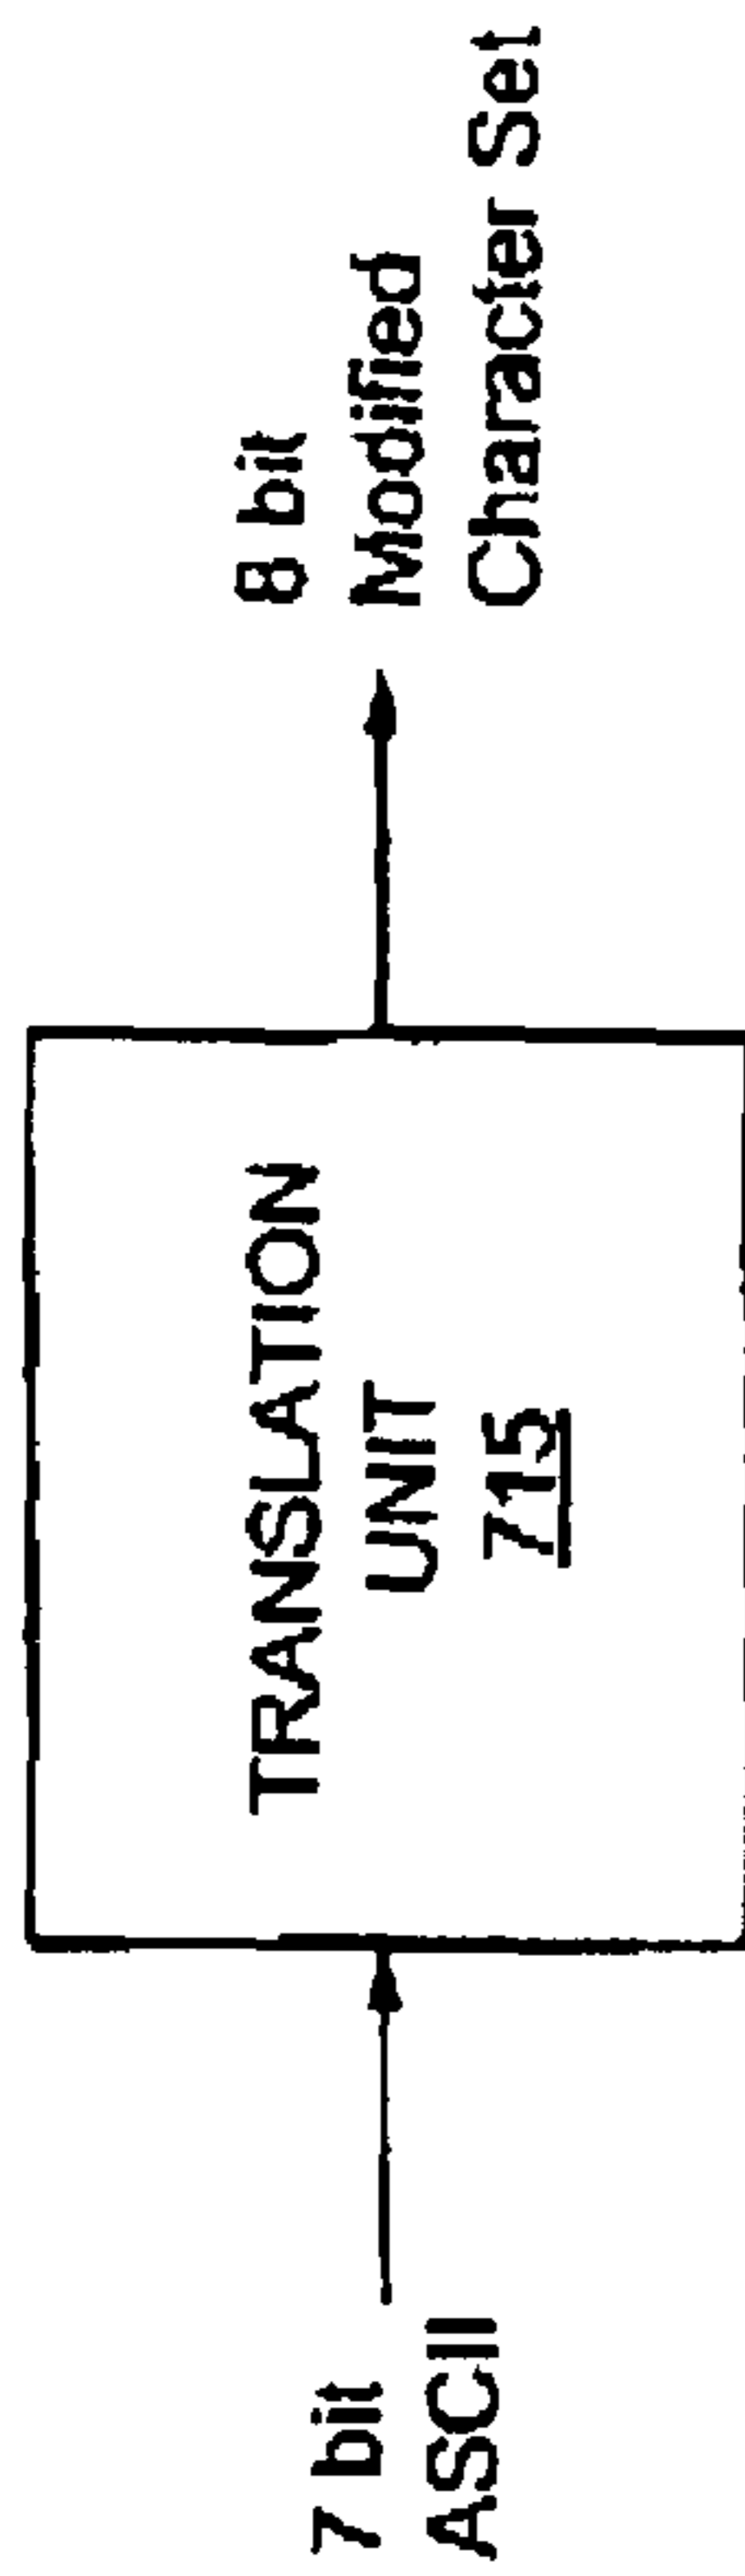 7 bit
ASCII
TRANSLATION
UNIT
715
8 bit
Modified
Character Set